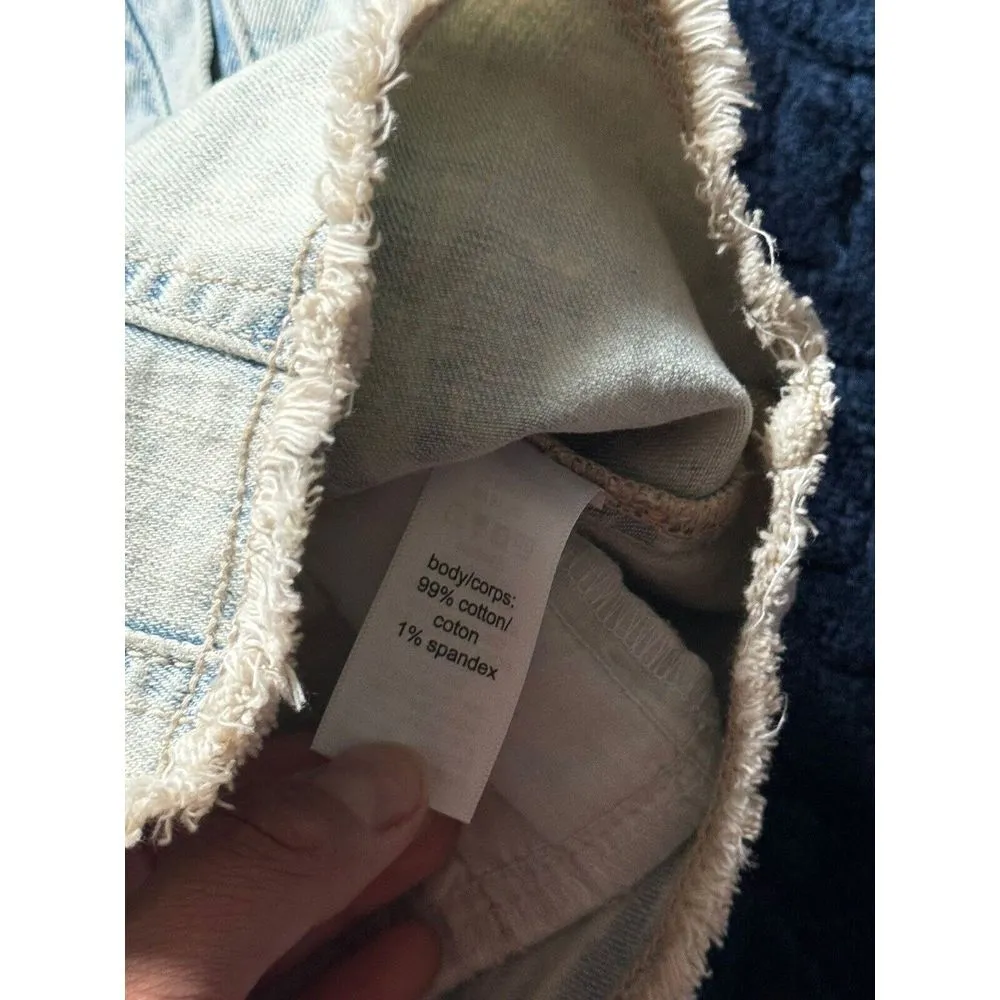 body/corps:
99% cotton/
coton
1% spandex